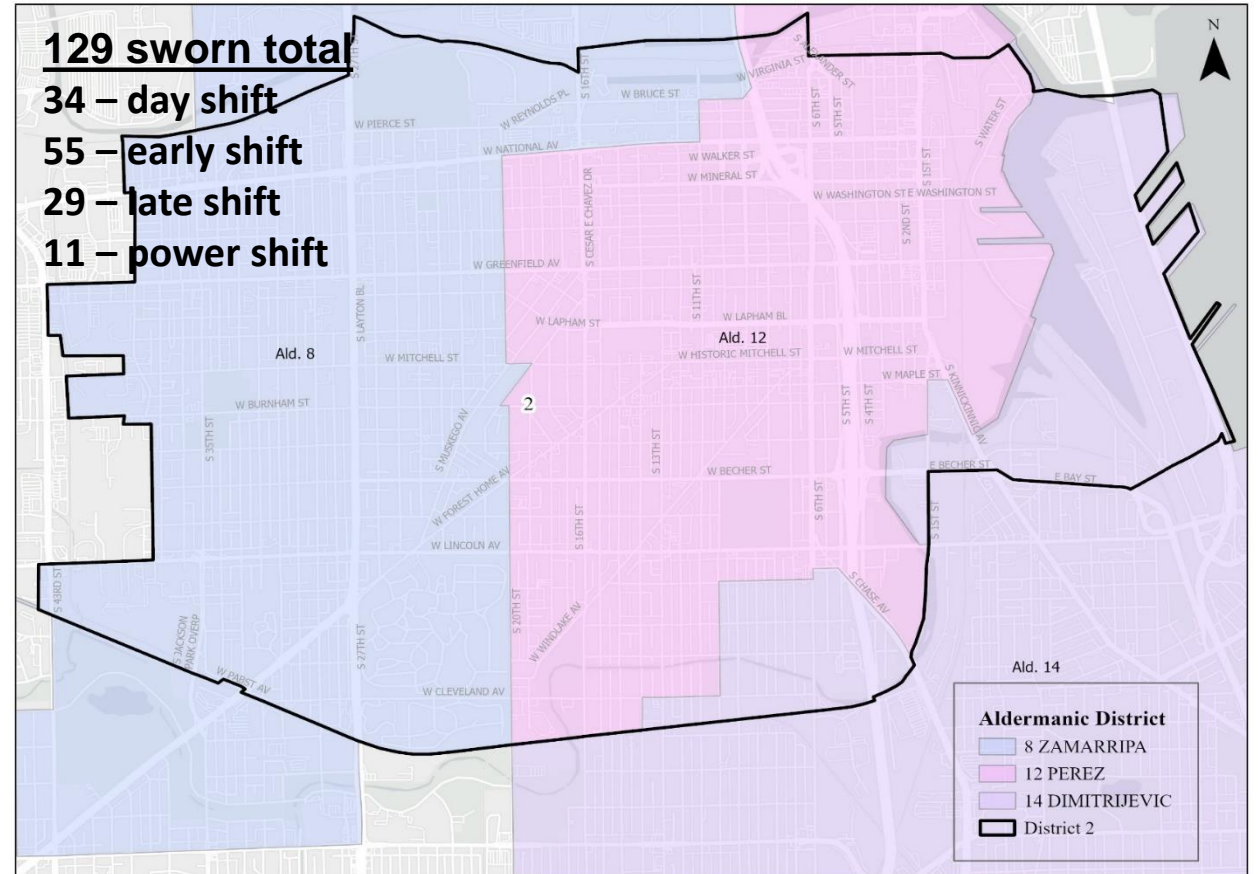 129 sworn total
34 – day shift
55 – early shift
29 – late shift
11 – power shift
N
S 27TH ST
S 16TH ST
S ALEXANDER ST
W VIRGINIA ST
W BRUCE ST
W REYNOLDS PL
S 6TH ST
S 5TH ST
W PIERCE ST
S WATER ST
W NATIONAL AV
W WALKER ST
S 1ST ST
W MINERAL ST
S CESAR E CHAVEZ DR
W WASHINGTON ST
E WASHINGTON ST
S 2ND ST
W GREENFIELD AV
S 11TH ST
S LAYTON BL
W LAPHAM ST
W LAPHAM BL
Ald. 12
Ald. 8
W MITCHELL ST
W HISTORIC MITCHELL ST
W MITCHELL ST
W MAPLE ST
S KINNICKINNIC AV
W BURNHAM ST
2
S 5TH ST
S 4TH ST
S 35TH ST
S MUSKEGO AV
S 13TH ST
W BECHER ST
E BECHER ST
E BAY ST
W FOREST HOME AV
S 6TH ST
S 16TH ST
S 1ST ST
W LINCOLN AV
S 43RD ST
S CHASE AV
S 20TH ST
W WINDLAKE AV
S JACKSON
PARK OVERP
S 27TH ST
W PABST AV
W CLEVELAND AV
Ald. 14
Aldermanic District
8 ZAMARRIPA
12 PEREZ
14 DIMITRIJEVIC
District 2